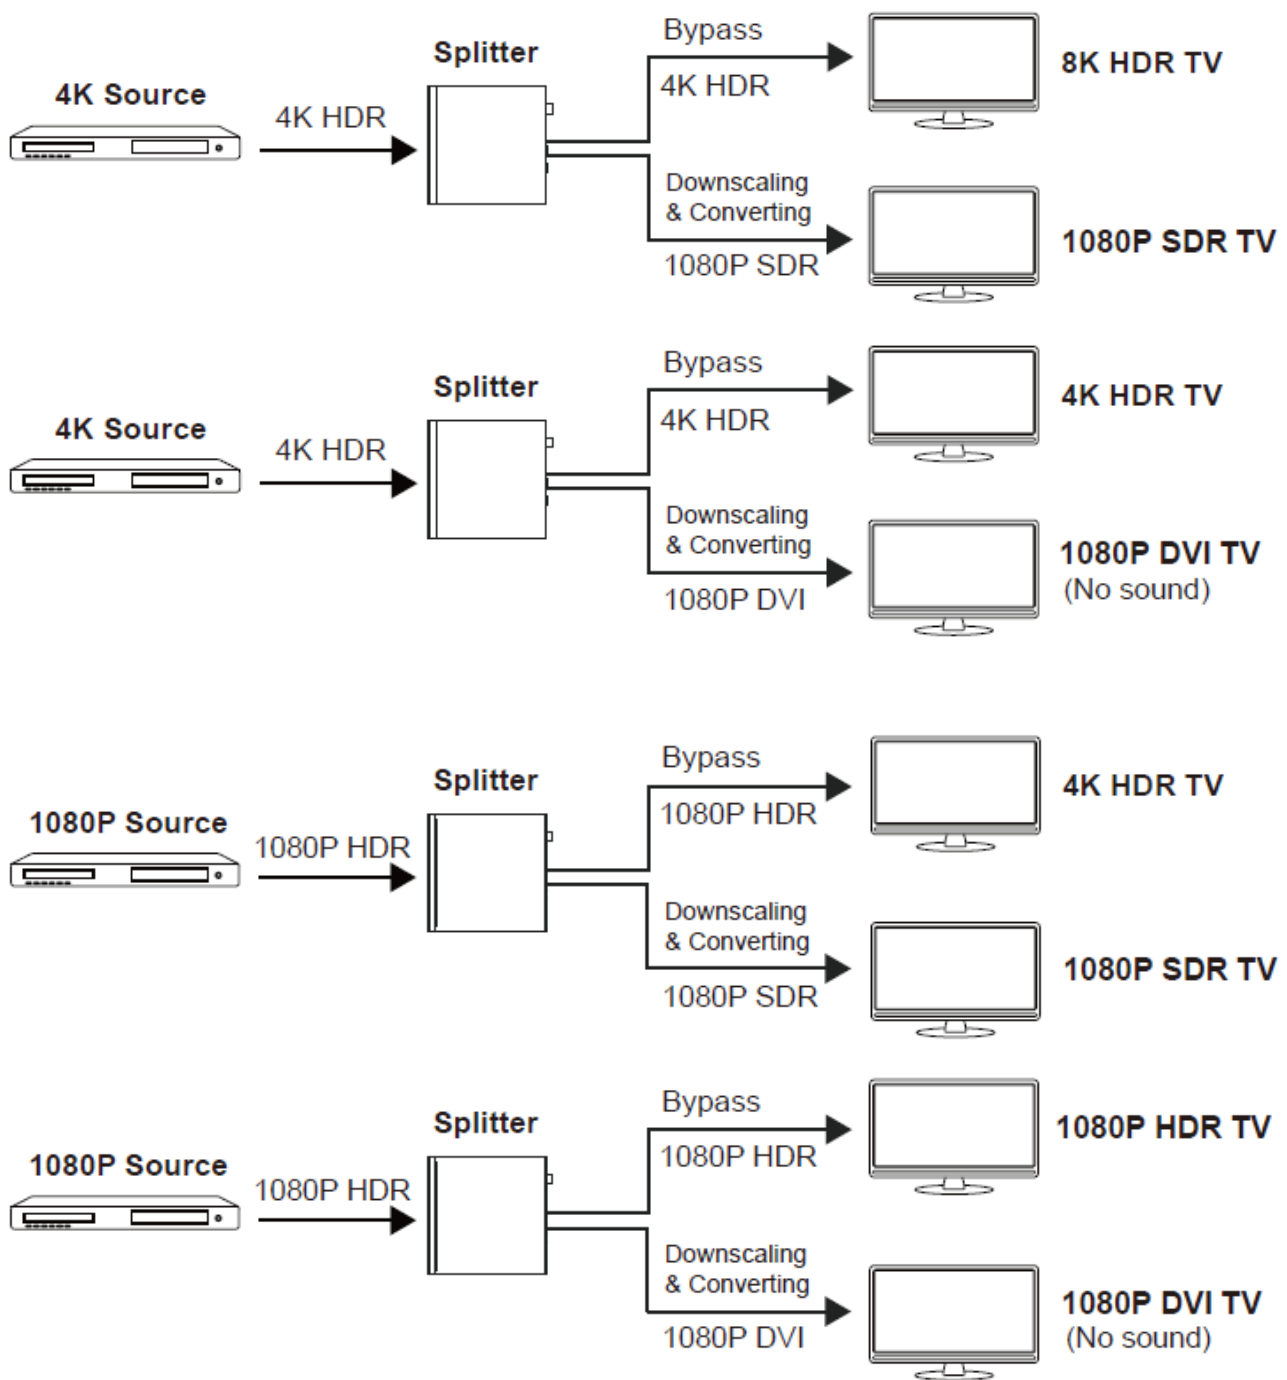 4K Source
4K HDR
Splitter
Bypass
4K HDR
8K HDR TV
Downscaling
& Converting
1080P SDR
1080P SDR TV
4K Source
4K HDR
Splitter
Bypass
4K HDR
4K HDR TV
Downscaling
& Converting
1080P DVI
1080P DVI TV
(No sound)
1080P Source
1080P HDR
Splitter
Bypass
1080P HDR
4K HDR TV
Downscaling
& Converting
1080P SDR
1080P SDR TV
1080P Source
1080P HDR
Splitter
Bypass
1080P HDR
1080P HDR TV
Downscaling
& Converting
1080P DVI
1080P DVI TV
(No sound)